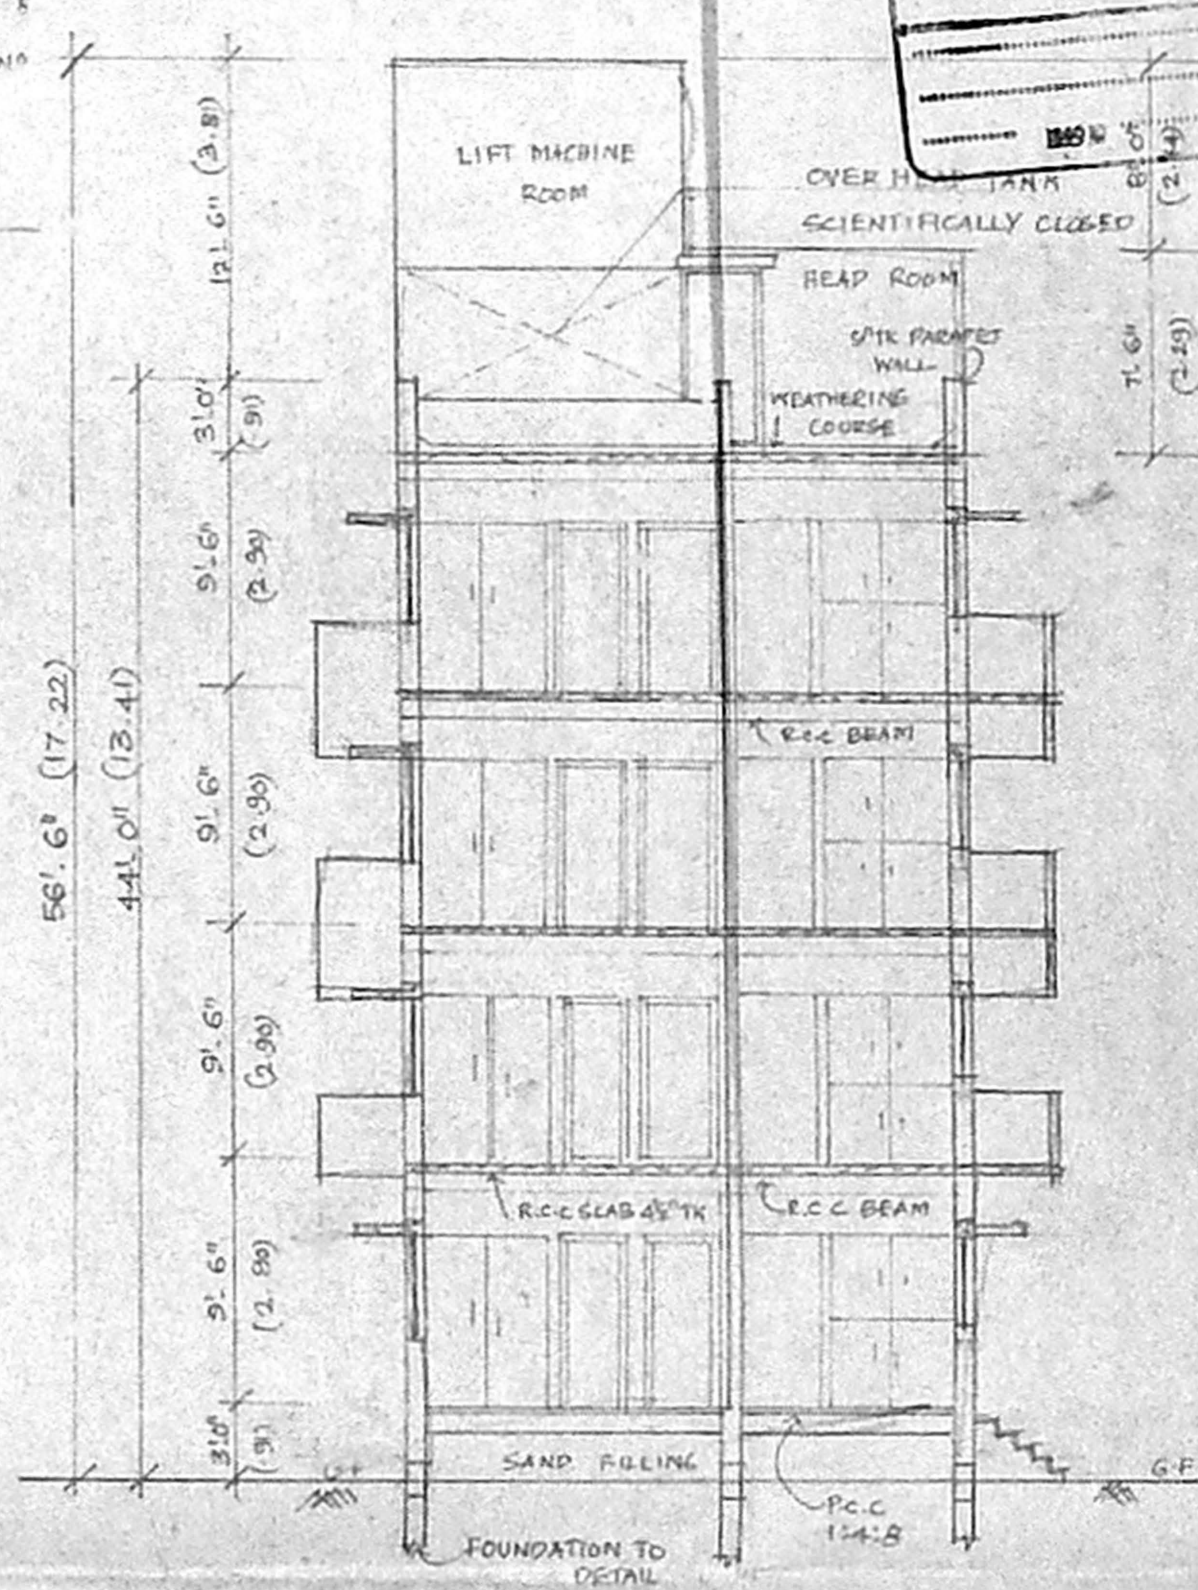 LIFT MACHINE
ROOM
OVER HEAD TANK
SCIENTIFICALLY CLOSED
HEAD ROOM
PARAPET
WALL
WEATHERING
COURSE
12'. 6" (3.81)
8'. 0"
7'. 6"
(2.29)
3'.0"
(.91)
9'. 6"
(2.90)
56'. 6" (17.22)
44'. 0" (13.41)
R.C.C BEAM
9'. 6"
(2.90)
9'. 6"
(2.90)
R.C.C SLAB 4½" TK
R.C.C BEAM
9'. 6"
(2.90)
3'.0"
(.91)
SAND FILLING
P.C.C
1:4:8
FOUNDATION TO
DETAIL